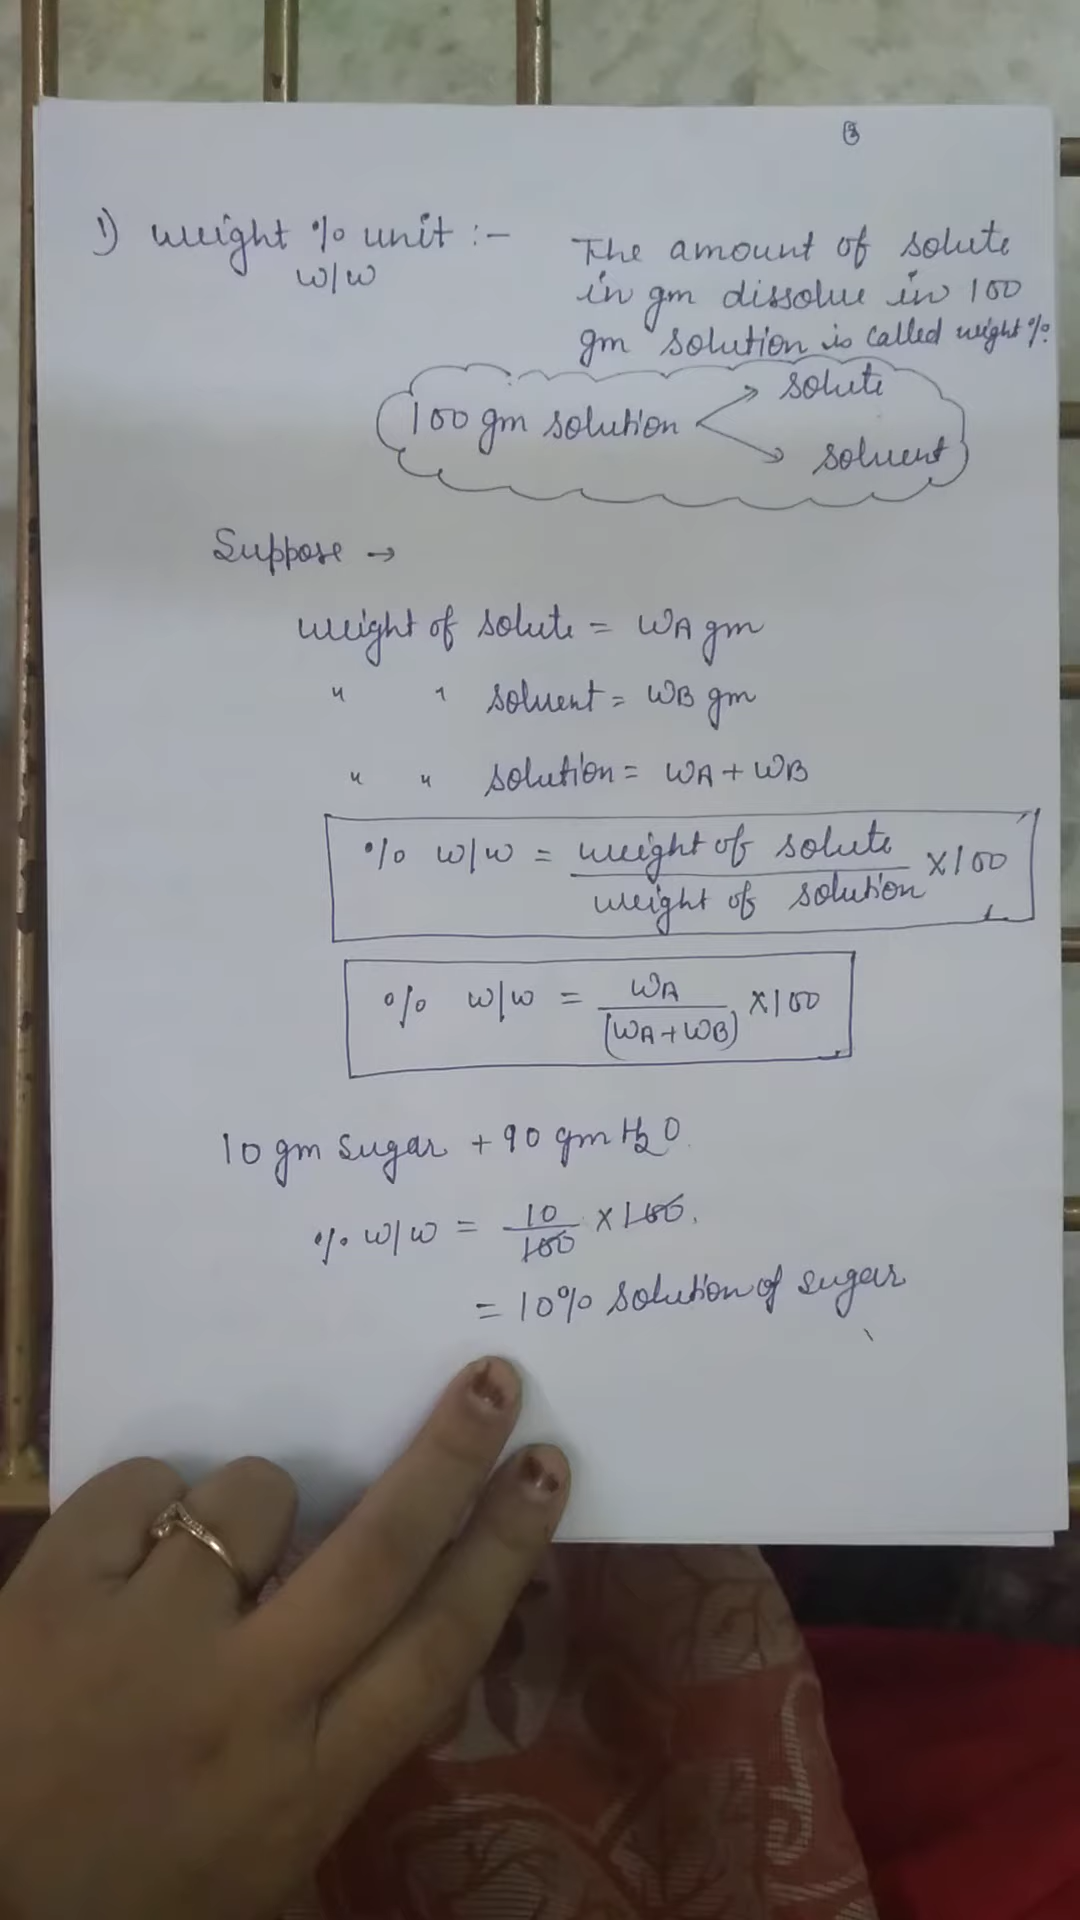 3
1) weight % unit :-
w/w
The amount of solute
in gm dissolve in 100
gm solution is called weight %.
100 gm solution
solute
solvent
Suppose →
weight of solute = WA gm
" " solvent = WB gm
" " solution = WA + WB
% w/w = weight of solute / weight of solution × 100
% w/w = WA / (WA + WB) × 100
10 gm sugar + 90 gm H2O.
% w/w = 10 / 100 × 100.
= 10% solution of sugar